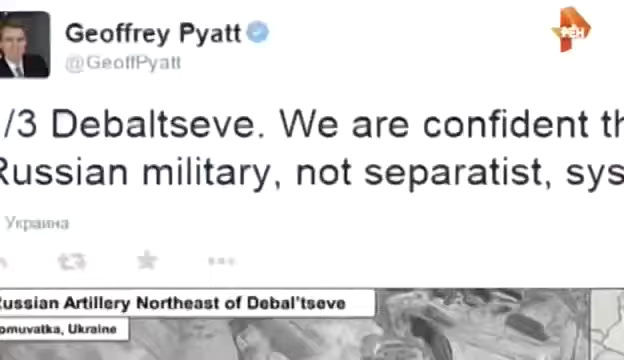 Geoffrey Pyatt
РЕН
@GeoffPyatt
/3 Debaltseve. We are confident th
Russian military, not separatist, sys
Украина
Russian Artillery Northeast of Debal'tseve
omuvatka, Ukraine